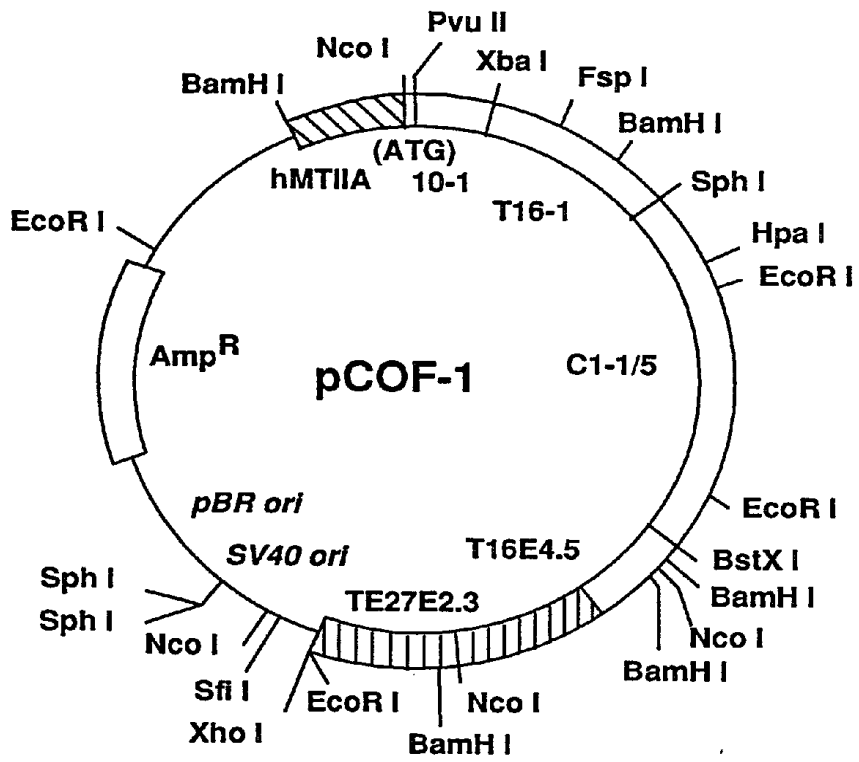 Pvu II
Nco I
Xba I
Fsp I
BamH I
BamH I
(ATG)
hMTIIA
10-1
Sph I
T16-1
EcoR I
Hpa I
EcoR I
Amp^R
pCOF-1
C1-1/5
pBR ori
EcoR I
SV40 ori
T16E4.5
BstX I
Sph I
TE27E2.3
BamH I
Sph I
Nco I
Nco I
BamH I
Sfi I
EcoR I
Nco I
Xho I
BamH I